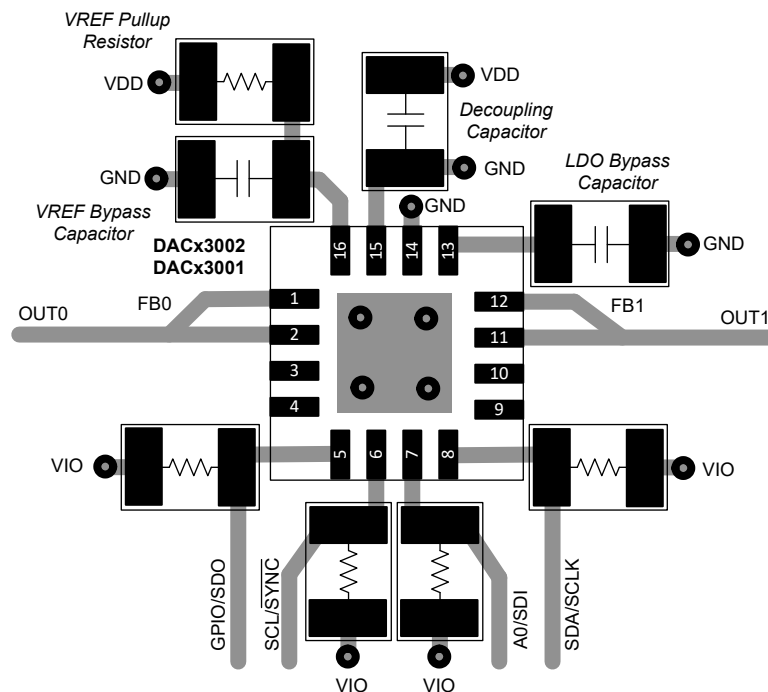 VREF Pullup
Resistor
VDD
VDD
Decoupling
Capacitor
GND
GND
VREF Bypass
Capacitor
GND
LDO Bypass
Capacitor
GND
DACx3002
DACx3001
16
15
14
13
OUT0
FB0
1
2
3
4
12
11
10
9
FB1
OUT1
5
6
7
8
VIO
VIO
GPIO/SDO
SCL/SYNC
A0/SDI
SDA/SCLK
VIO
VIO